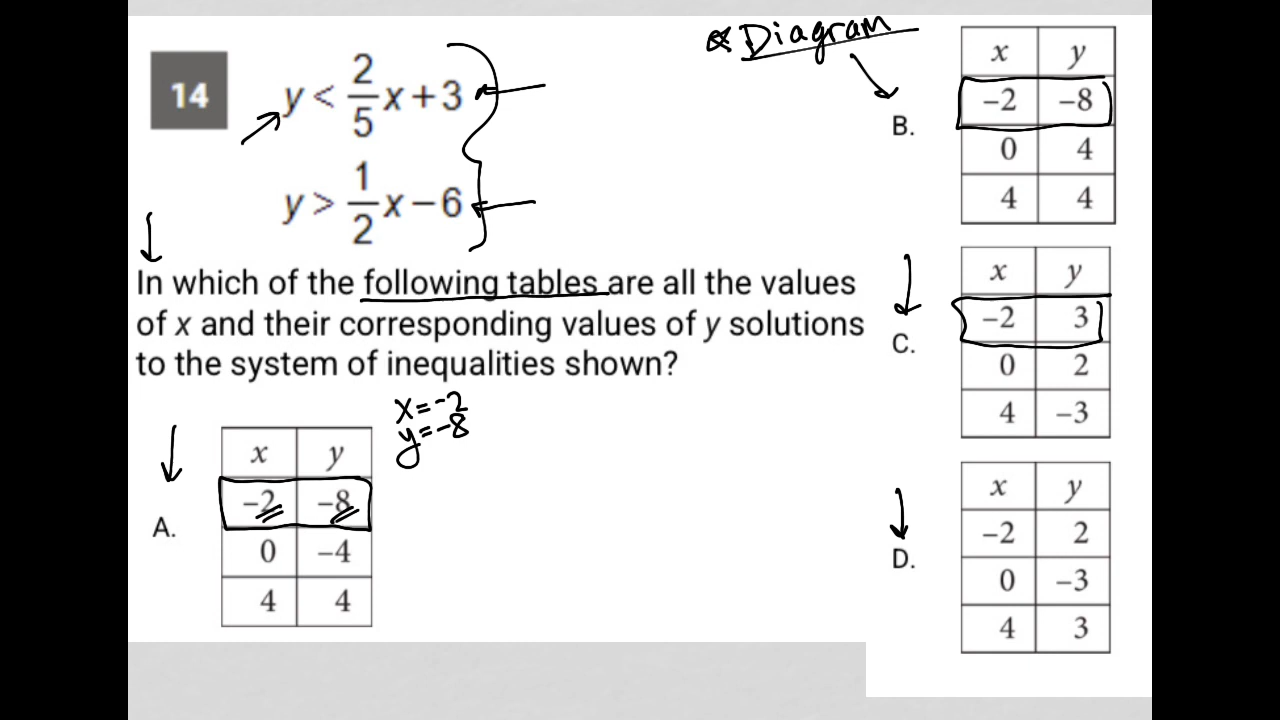 14
y < 2/5 x + 3
y > 1/2 x − 6
In which of the following tables are all the values
of x and their corresponding values of y solutions
to the system of inequalities shown?
x = -2
y = -8
A.
x y
−2 −8
0 −4
4 4
Diagram
B.
x y
−2 −8
0 4
4 4
C.
x y
−2 3
0 2
4 −3
D.
x y
−2 2
0 −3
4 3